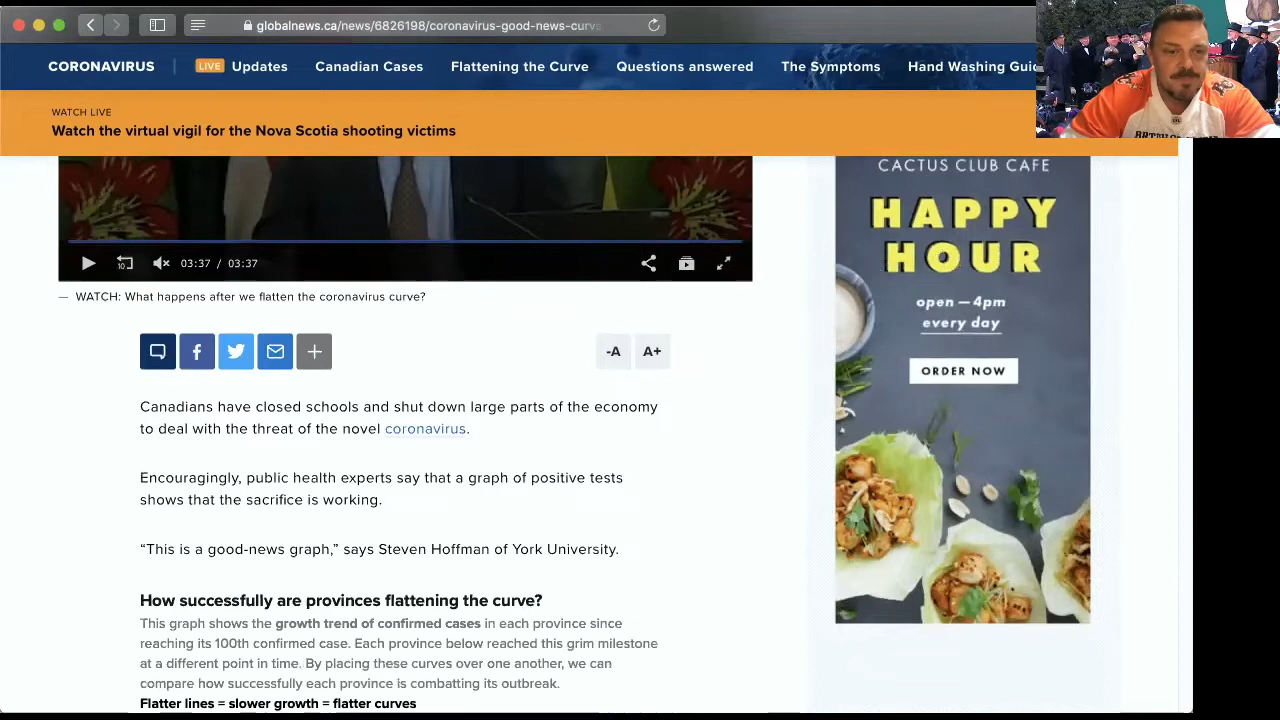 globalnews.ca/news/6826198/coronavirus-good-news-curv
CORONAVIRUS
LIVE Updates
Canadian Cases
Flattening the Curve
Questions answered
The Symptoms
Hand Washing Guid
WATCH LIVE
Watch the virtual vigil for the Nova Scotia shooting victims
CACTUS CLUB CAFE
HAPPY
HOUR
open – 4pm
every day
ORDER NOW
10
03:37 / 03:37
— WATCH: What happens after we flatten the coronavirus curve?
-A A+
Canadians have closed schools and shut down large parts of the economy
to deal with the threat of the novel coronavirus.
Encouragingly, public health experts say that a graph of positive tests
shows that the sacrifice is working.
“This is a good-news graph,” says Steven Hoffman of York University.
How successfully are provinces flattening the curve?
This graph shows the growth trend of confirmed cases in each province since
reaching its 100th confirmed case. Each province below reached this grim milestone
at a different point in time. By placing these curves over one another, we can
compare how successfully each province is combatting its outbreak.
Flatter lines = slower growth = flatter curves